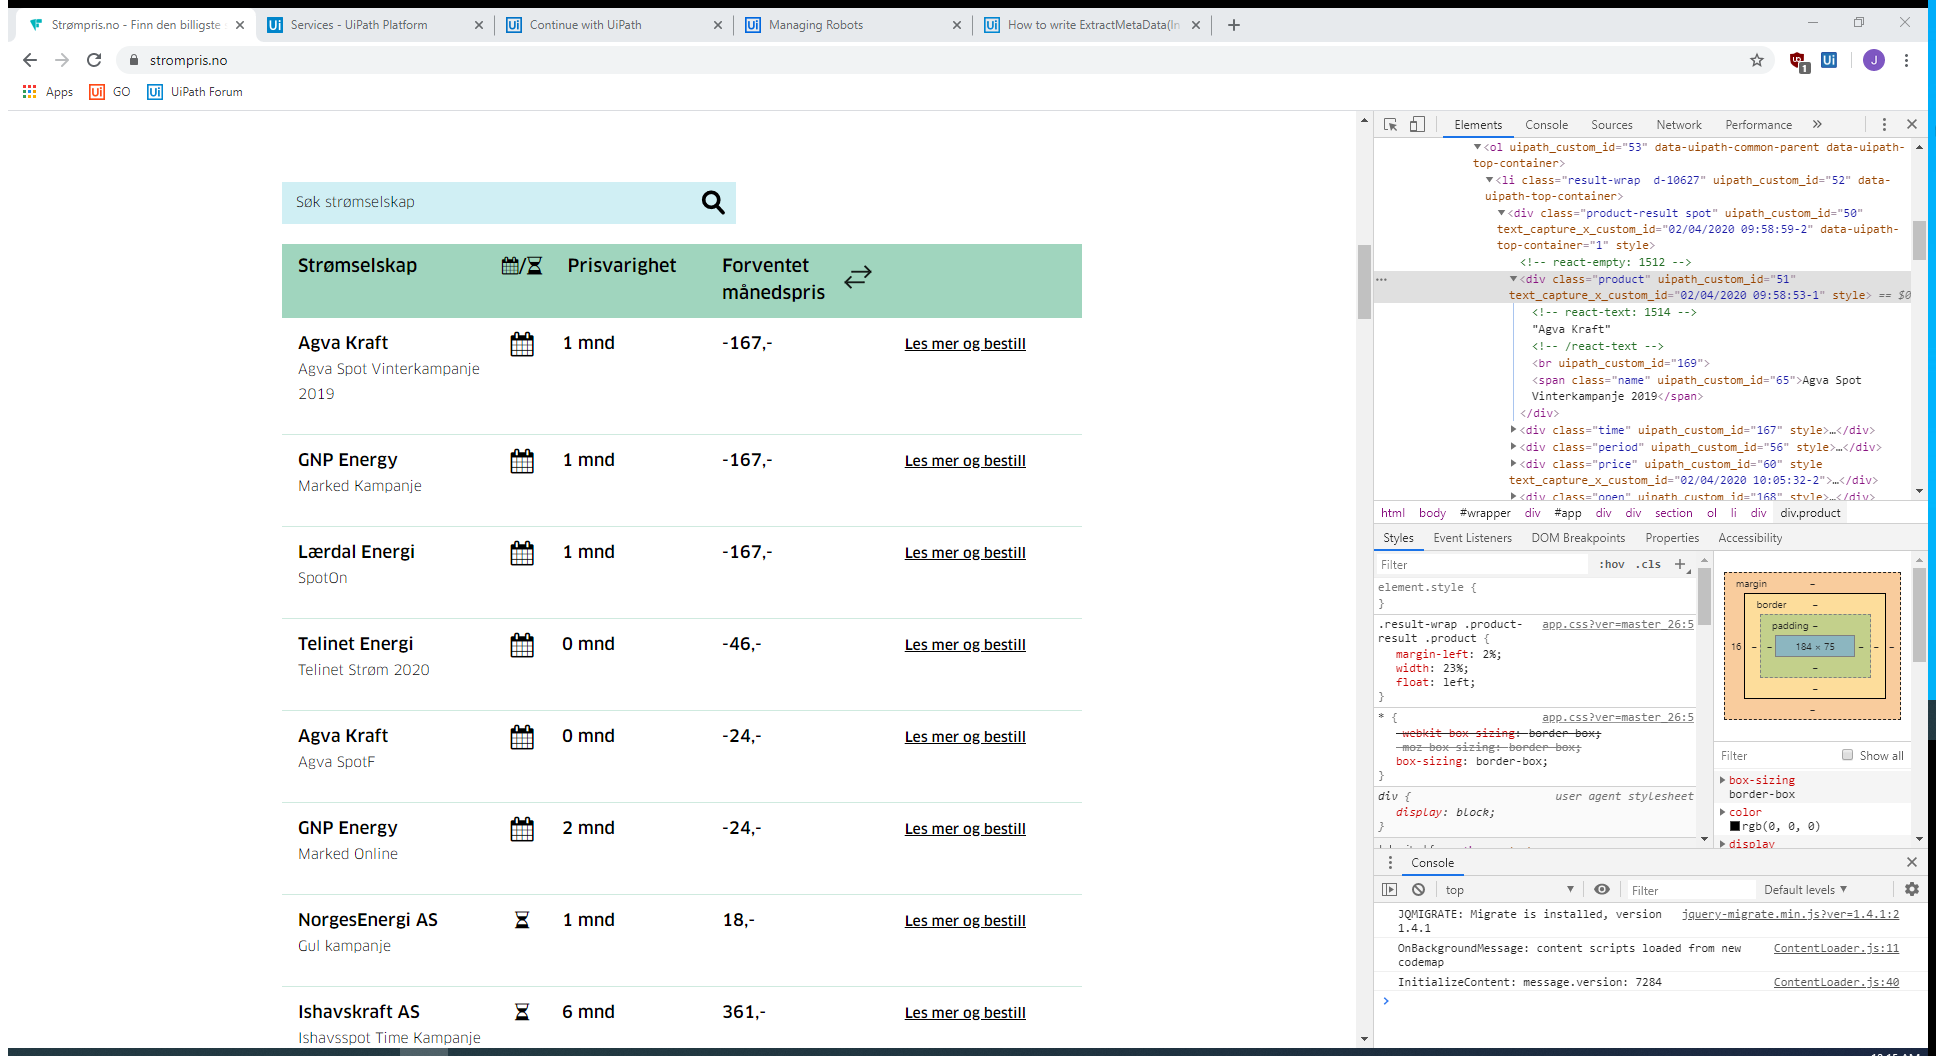 Strømpris.no - Finn den billigste
Services - UiPath Platform
Continue with UiPath
Managing Robots
How to write ExtractMetaData(In
strompris.no
1
J
Apps
Ui GO
Ui UiPath Forum
Søk strømselskap
Strømselskap / Prisvarighet Forventet månedspris
Agva Kraft 1 mnd -167,- Les mer og bestill
Agva Spot Vinterkampanje
2019
GNP Energy 1 mnd -167,- Les mer og bestill
Marked Kampanje
Lærdal Energi 1 mnd -167,- Les mer og bestill
SpotOn
Telinet Energi 0 mnd -46,- Les mer og bestill
Telinet Strøm 2020
Agva Kraft 0 mnd -24,- Les mer og bestill
Agva SpotF
GNP Energy 2 mnd -24,- Les mer og bestill
Marked Online
NorgesEnergi AS 1 mnd 18,- Les mer og bestill
Gul kampanje
Ishavskraft AS 6 mnd 361,- Les mer og bestill
Ishavsspot Time Kampanje
Elements Console Sources Network Performance »
<ol uipath_custom_id="53" data-uipath-common-parent data-uipath-
top-container>
<li class="result-wrap  d-10627" uipath_custom_id="52" data-
uipath-top-container>
<div class="product-result spot" uipath_custom_id="50"
text_capture_x_custom_id="02/04/2020 09:58:59-2" data-uipath-
top-container="1" style>
<!-- react-empty: 1512 -->
<div class="product" uipath_custom_id="51"
text_capture_x_custom_id="02/04/2020 09:58:53-1" style> == $0
<!-- react-text: 1514 -->
"Agva Kraft"
<!-- /react-text -->
<br uipath_custom_id="169">
<span class="name" uipath_custom_id="65">Agva Spot
Vinterkampanje 2019</span>
</div>
<div class="time" uipath_custom_id="167" style>…</div>
<div class="period" uipath_custom_id="56" style>…</div>
<div class="price" uipath_custom_id="60" style
text_capture_x_custom_id="02/04/2020 10:05:32-2">…</div>
<div class="open" uipath_custom_id="168" style>…</div>
html body #wrapper div #app div div section ol li div div.product
Styles Event Listeners DOM Breakpoints Properties Accessibility
Filter :hov .cls +
element.style {
}
.result-wrap .product- app.css?ver=master_26:5
result .product {
margin-left: 2%;
width: 23%;
float: left;
}
* { app.css?ver=master_26:5
-webkit-box-sizing: border-box;
-moz-box-sizing: border-box;
box-sizing: border-box;
}
div { user agent stylesheet
display: block;
}
margin –
border –
padding –
16 – – 184 × 75 – – –
–
–
–
Filter Show all
box-sizing
border-box
color
rgb(0, 0, 0)
display
Console
top Filter Default levels
JQMIGRATE: Migrate is installed, version jquery-migrate.min.js?ver=1.4.1:2
1.4.1
OnBackgroundMessage: content scripts loaded from new ContentLoader.js:11
codemap
InitializeContent: message.version: 7284 ContentLoader.js:40